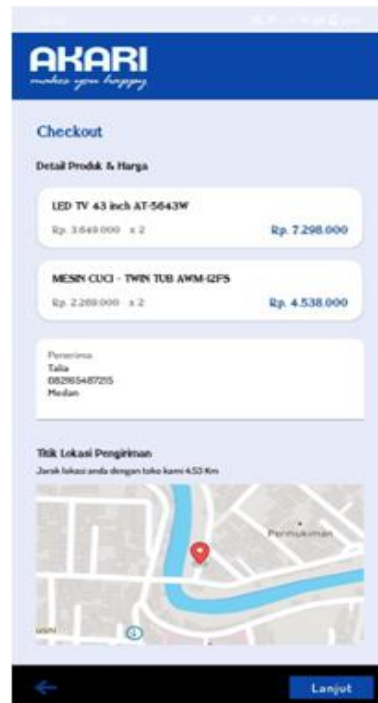 AKARI
makes you happy
Checkout
Detail Produk & Harga
LED TV 43 inch AT-5643W
Rp. 3.649.000 x 2
Rp. 7.298.000
MESIN CUCI - TWIN TUB AWM-12FS
Rp. 2.269.000 x 2
Rp. 4.538.000
Penerima
Talia
082165487215
Medan
Titik Lokasi Pengiriman
Jarak lokasi anda dengan toko kami 4.53 Km
Permukiman
Lanjut